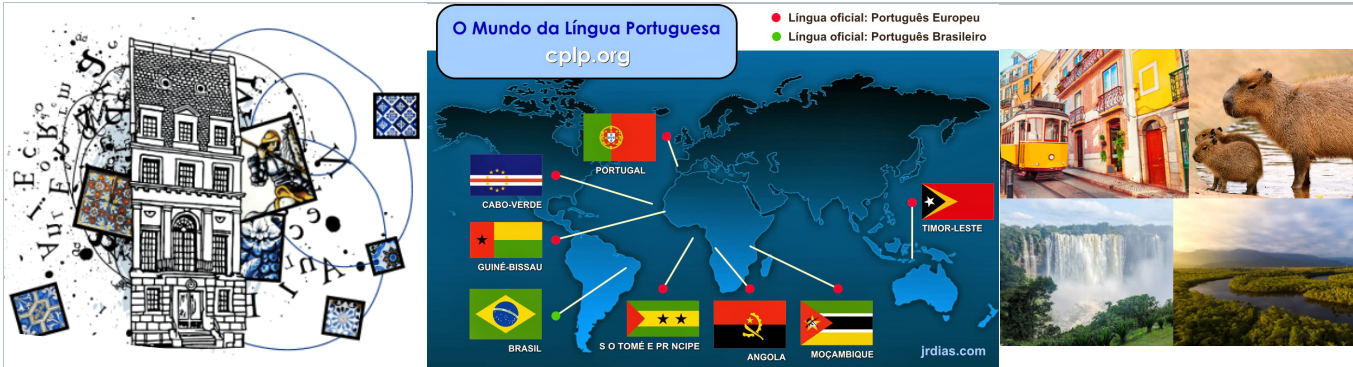 O Mundo da Língua Portuguesa
cplp.org
Língua oficial: Português Europeu
Língua oficial: Português Brasileiro
PORTUGAL
CABO-VERDE
TIMOR-LESTE
GUINÉ-BISSAU
BRASIL
S O TOMÉ E PR NCIPE
ANGOLA
MOÇAMBIQUE
jrdias.com